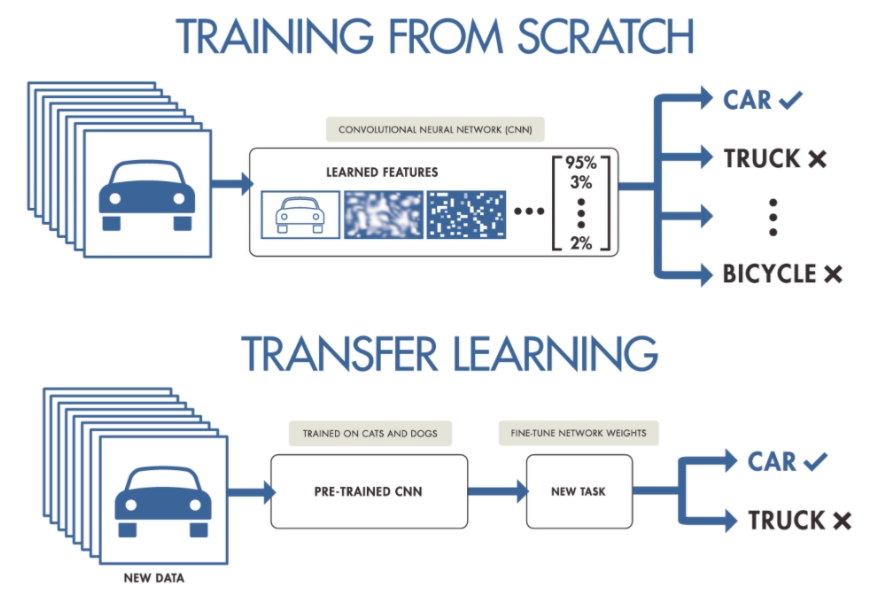 TRAINING FROM SCRATCH
CONVOLUTIONAL NEURAL NETWORK (CNN)
LEARNED FEATURES
95%
3%
2%
CAR ✓
TRUCK ✕
BICYCLE ✕
TRANSFER LEARNING
TRAINED ON CATS AND DOGS
FINE-TUNE NETWORK WEIGHTS
PRE-TRAINED CNN
NEW TASK
CAR ✓
TRUCK ✕
NEW DATA